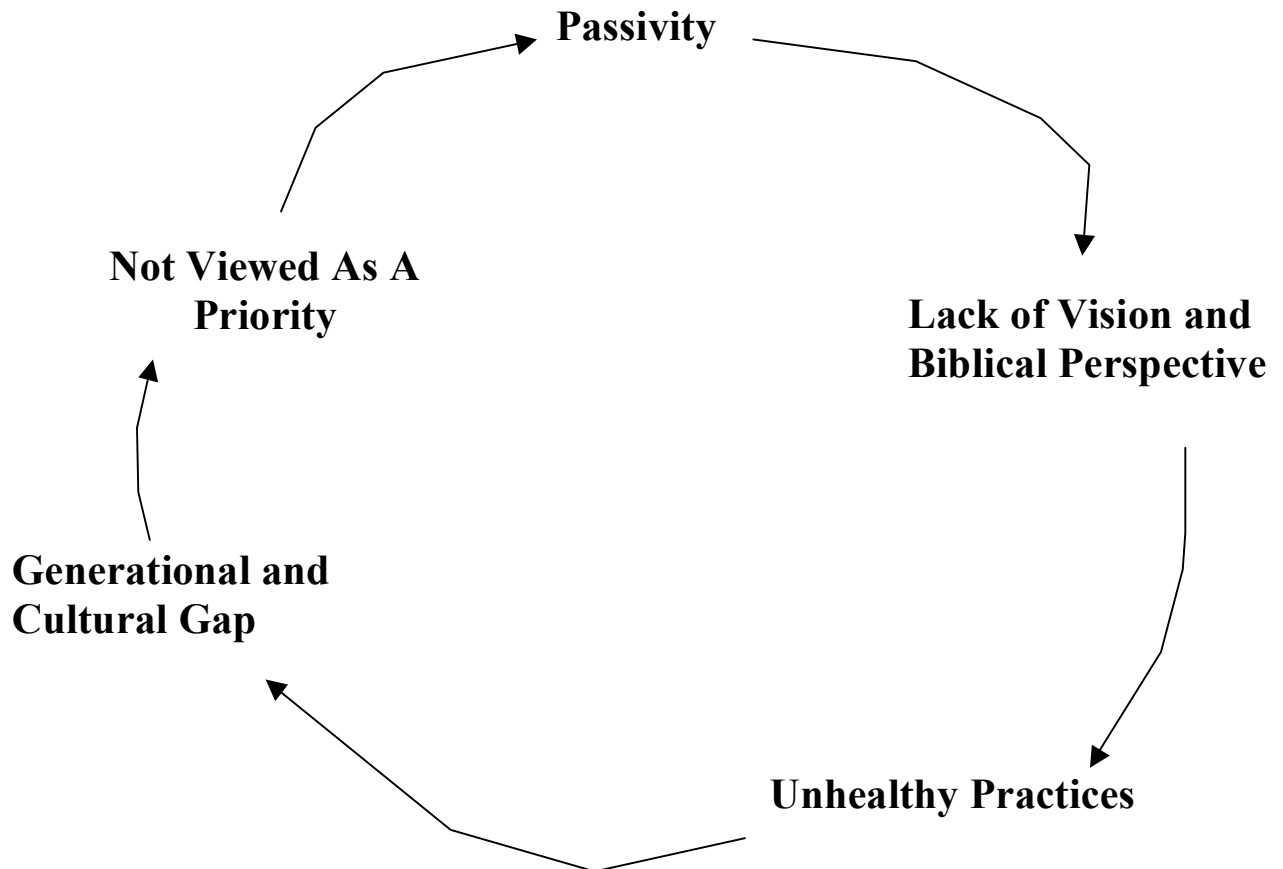 Passivity
Not Viewed As A
Priority
Lack of Vision and
Biblical Perspective
Generational and
Cultural Gap
Unhealthy Practices